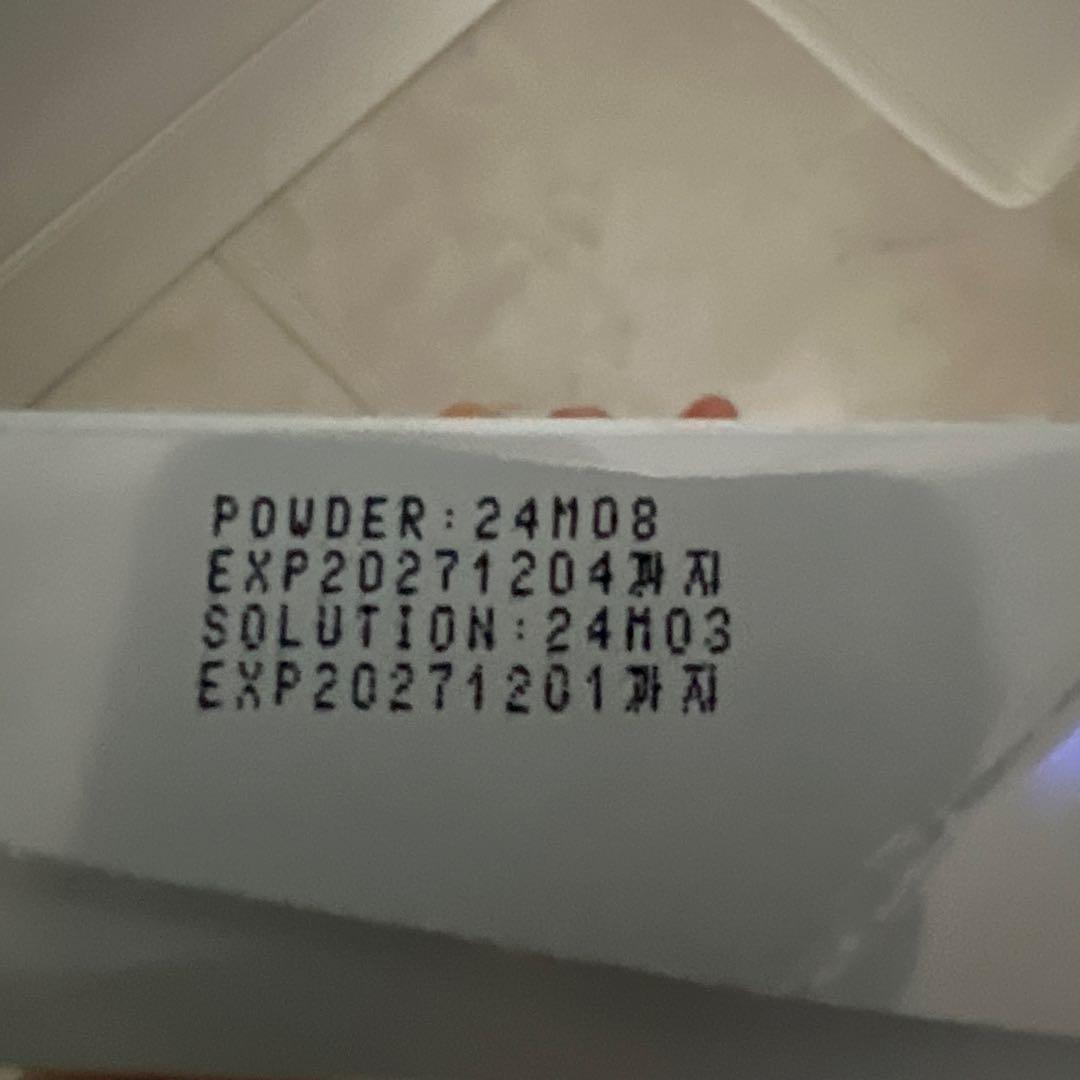 POWDER:24M08
EXP20271204까지
SOLUTION:24M03
EXP20271201까지